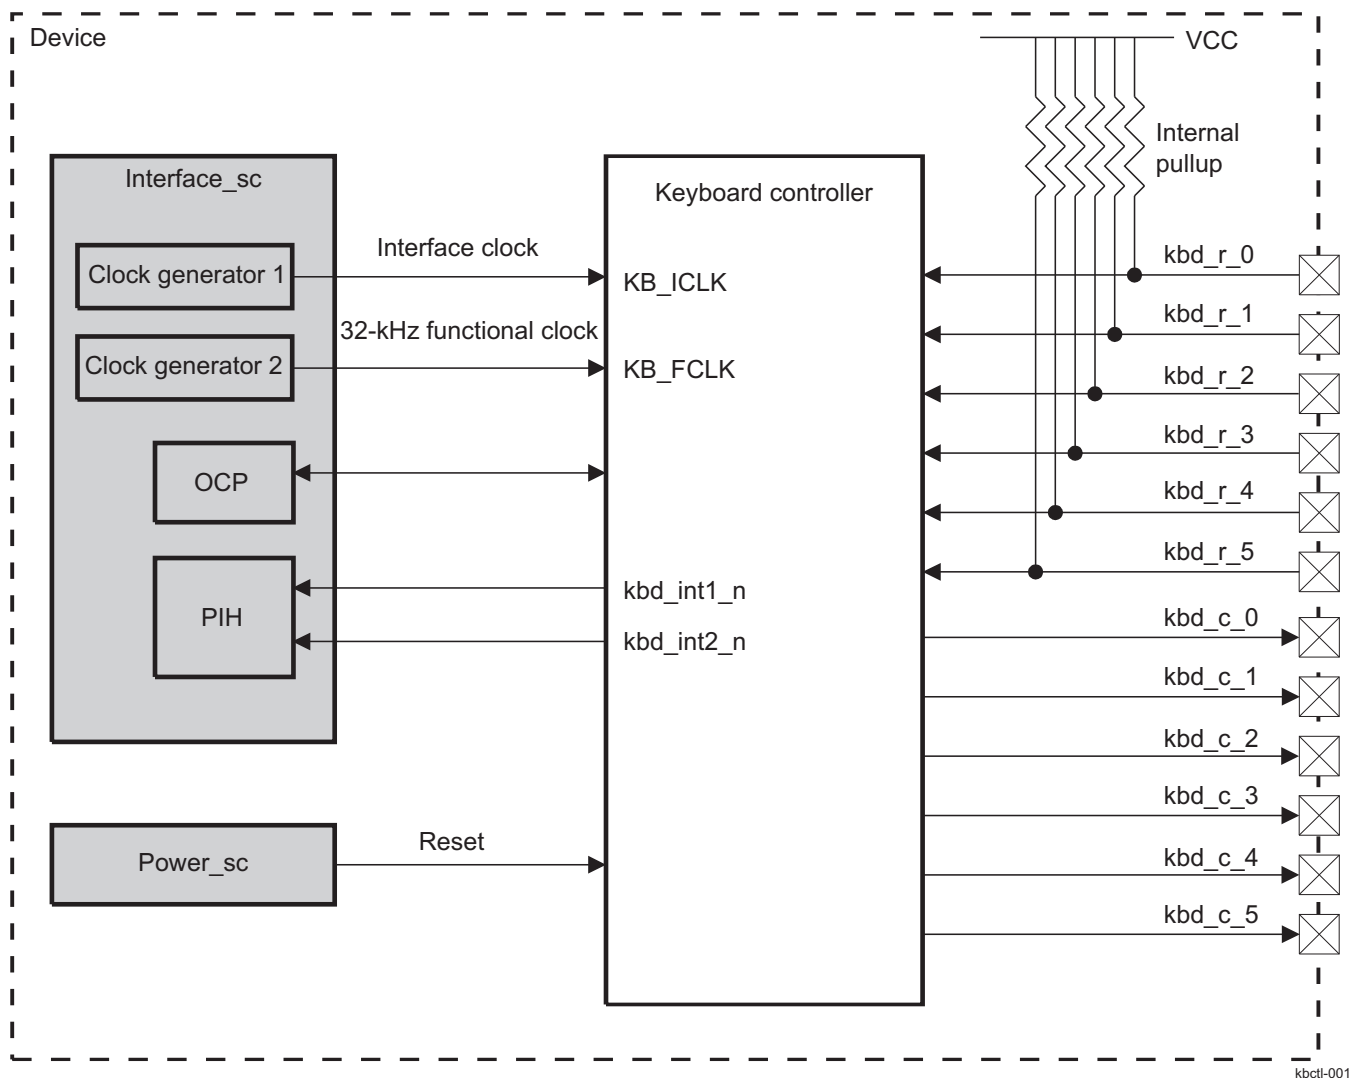 Device
VCC
Internal
pullup
Interface_sc
Keyboard controller
Interface clock
Clock generator 1
KB_ICLK
32-kHz functional clock
Clock generator 2
KB_FCLK
OCP
PIH
kbd_int1_n
kbd_int2_n
Power_sc
Reset
kbd_r_0
kbd_r_1
kbd_r_2
kbd_r_3
kbd_r_4
kbd_r_5
kbd_c_0
kbd_c_1
kbd_c_2
kbd_c_3
kbd_c_4
kbd_c_5
kbctl-001